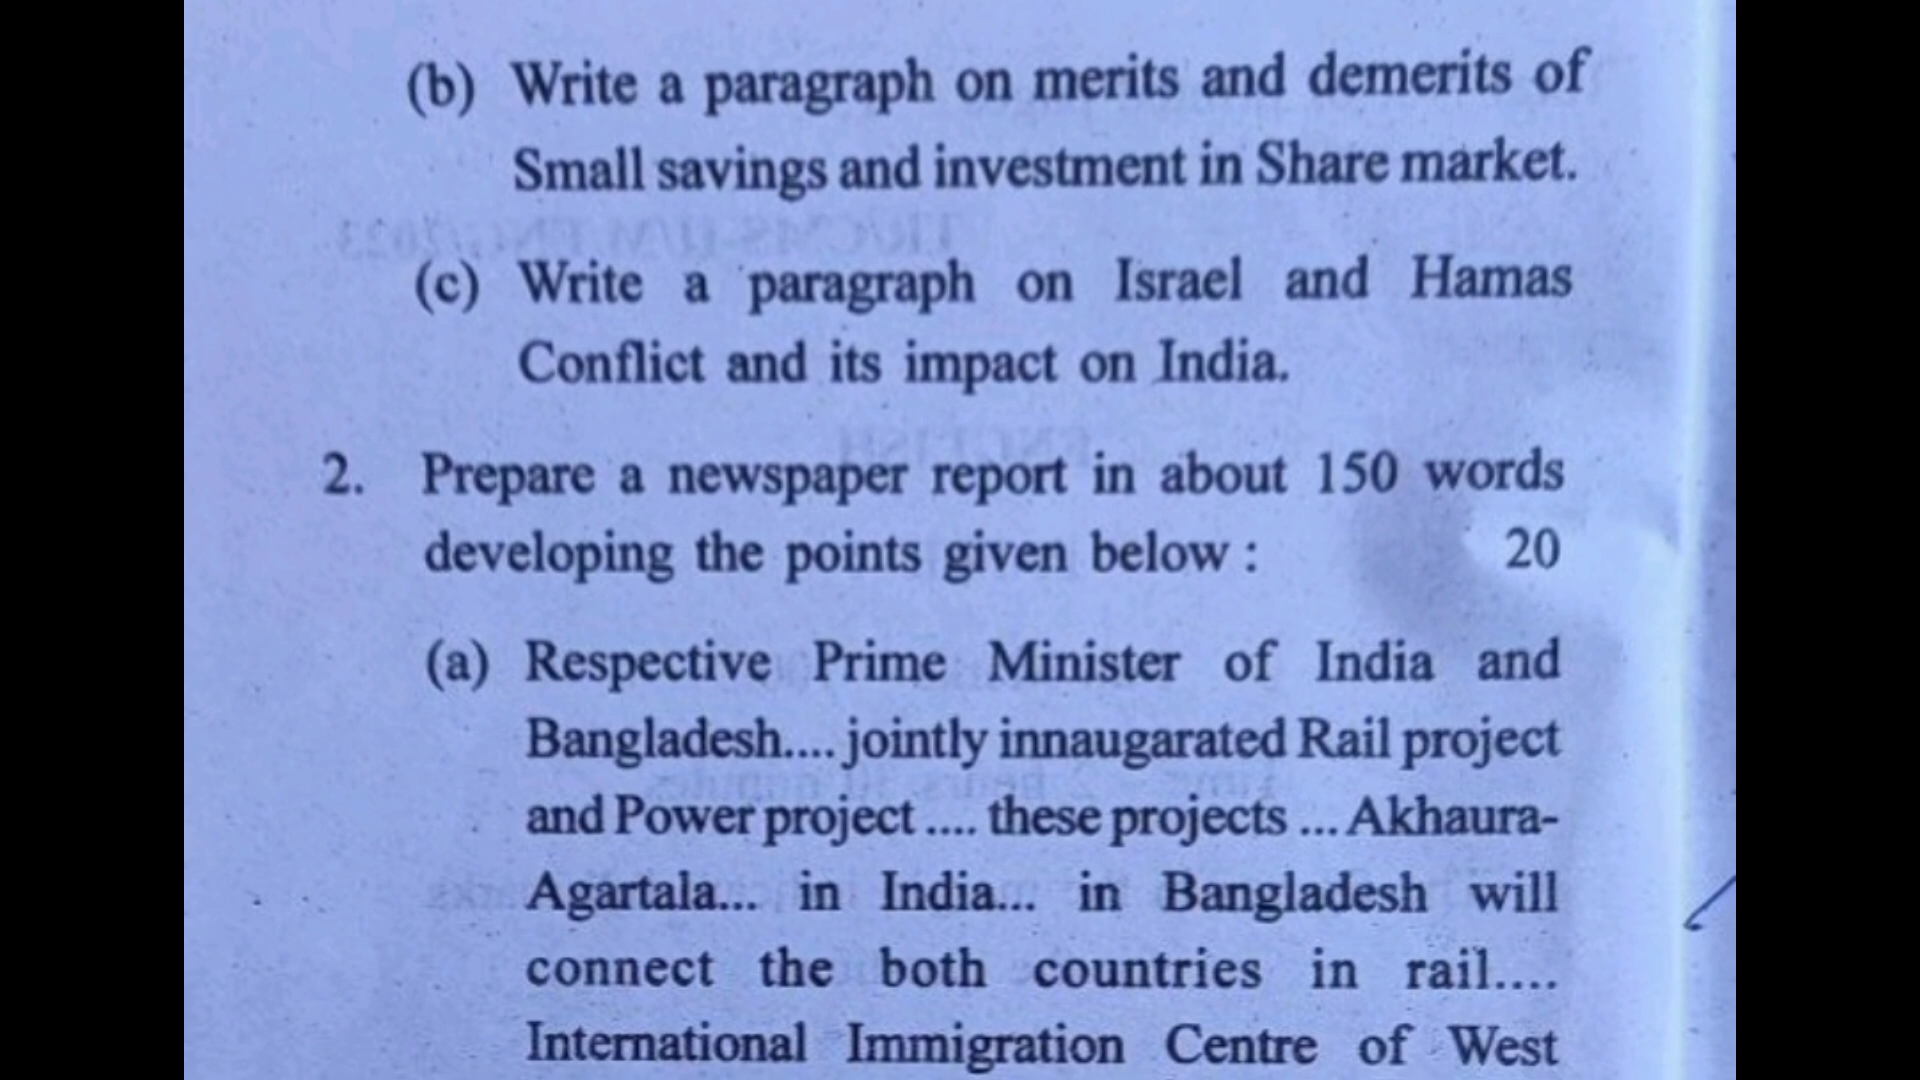 (b) Write a paragraph on merits and demerits of
Small savings and investment in Share market.
(c) Write a paragraph on Israel and Hamas
Conflict and its impact on India.
2. Prepare a newspaper report in about 150 words
developing the points given below : 20
(a) Respective Prime Minister of India and
Bangladesh.... jointly innaugarated Rail project
and Power project .... these projects ... Akhaura-
Agartala... in India... in Bangladesh will
connect the both countries in rail....
International Immigration Centre of West